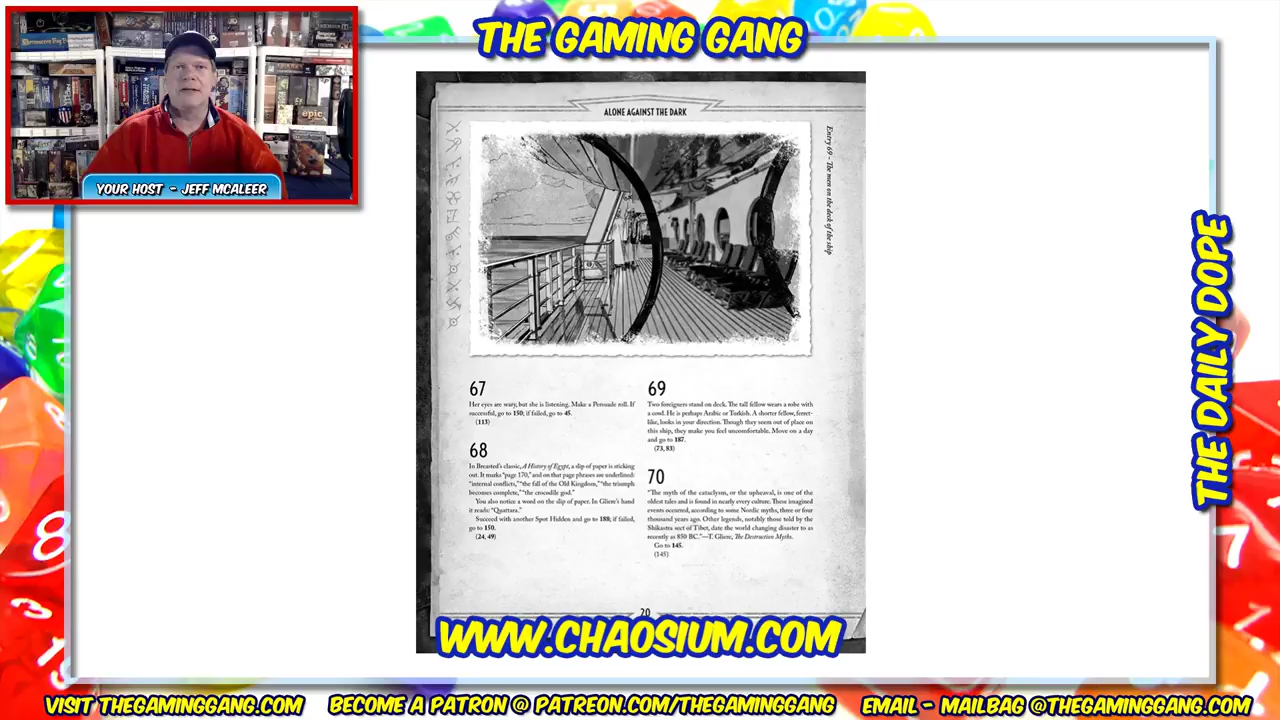 THE GAMING GANG
YOUR HOST - JEFF MCALEER
ALONE AGAINST THE DARK
Entry 69 - The men on the deck of the ship
67
Her eyes are wary, but she is listening. Make a Persuade roll. If
successful, go to 150; if failed, go to 45.
(113)
68
In Breasted's classic, A History of Egypt, a slip of paper is sticking
out. It marks "page 170," and on that page phrases are underlined:
"internal conflicts," "the fall of the Old Kingdom," "the triumph
becomes complete," "the crocodile god."
You also notice a word on the slip of paper. In Gliere's hand
it reads: "Quattara."
Succeed with another Spot Hidden and go to 188; if failed,
go to 150.
(24, 49)
69
Two foreigners stand on deck. The tall fellow wears a robe with
a cowl. He is perhaps Arabic or Turkish. A shorter fellow, ferret-
like, looks in your direction. Though they seem out of place on
this ship, they make you feel uncomfortable. Move on a day
and go to 187.
(73, 83)
70
"The myth of the cataclysm, or the upheaval, is one of the
oldest tales and is found in nearly every culture. These imagined
events occurred, according to some Nordic myths, three or four
thousand years ago. Other legends, notably those told by the
Shikastra sect of Tibet, date the world changing disaster to as
recently as 850 BC."—T. Gliere, The Destruction Myths.
Go to 145.
(145)
20
WWW.CHAOSIUM.COM
THE DAILY DOPE
VISIT THEGAMINGGANG.COM
BECOME A PATRON @ PATREON.COM/THEGAMINGGANG
EMAIL - MAILBAG @THEGAMINGGANG.COM